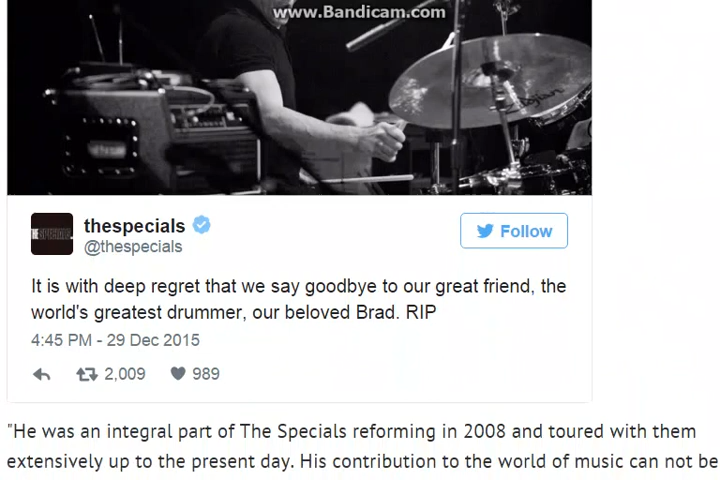 www.Bandicam.com
Zildjian
THE SPECIALS
thespecials
@thespecials
Follow
It is with deep regret that we say goodbye to our great friend, the
world's greatest drummer, our beloved Brad. RIP
4:45 PM - 29 Dec 2015
2,009
989
"He was an integral part of The Specials reforming in 2008 and toured with them
extensively up to the present day. His contribution to the world of music can not be